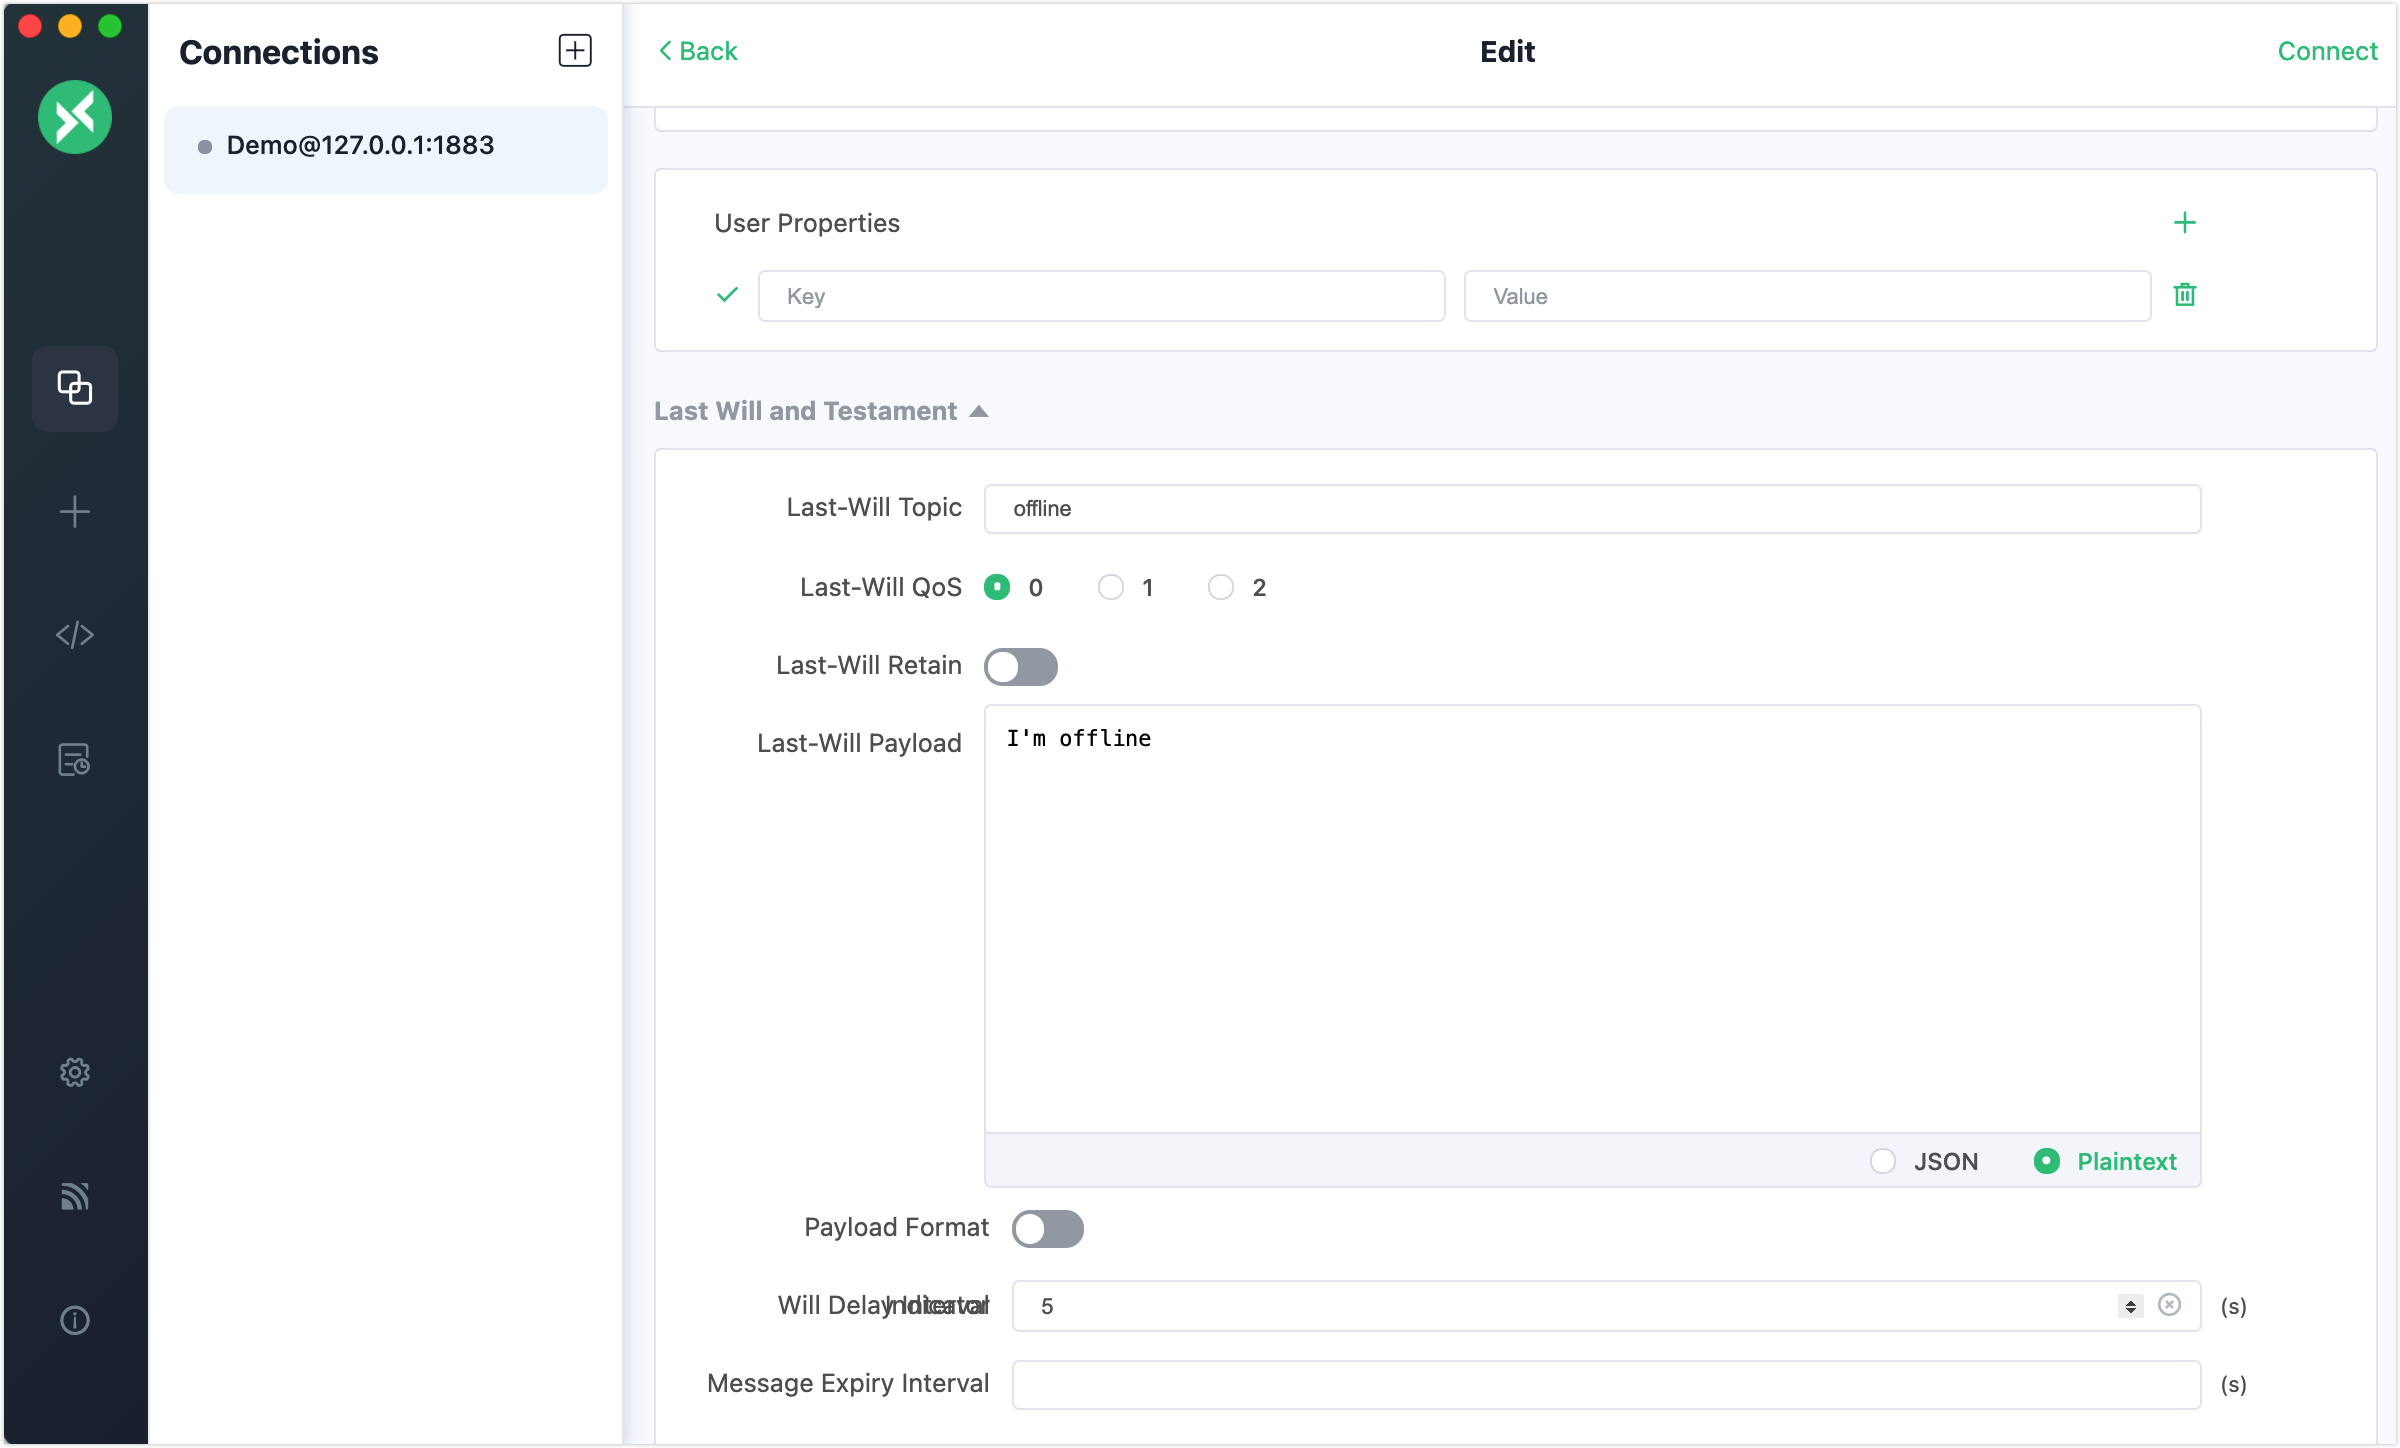 Connections
Demo@127.0.0.1:1883
Back
Edit
Connect
User Properties
Key
Value
Last Will and Testament
Last-Will Topic
offline
Last-Will QoS
0
1
2
Last-Will Retain
Last-Will Payload
I'm offline
JSON
Plaintext
Payload Format
Indicator
Will Delay Interval
5
(s)
Message Expiry Interval
(s)